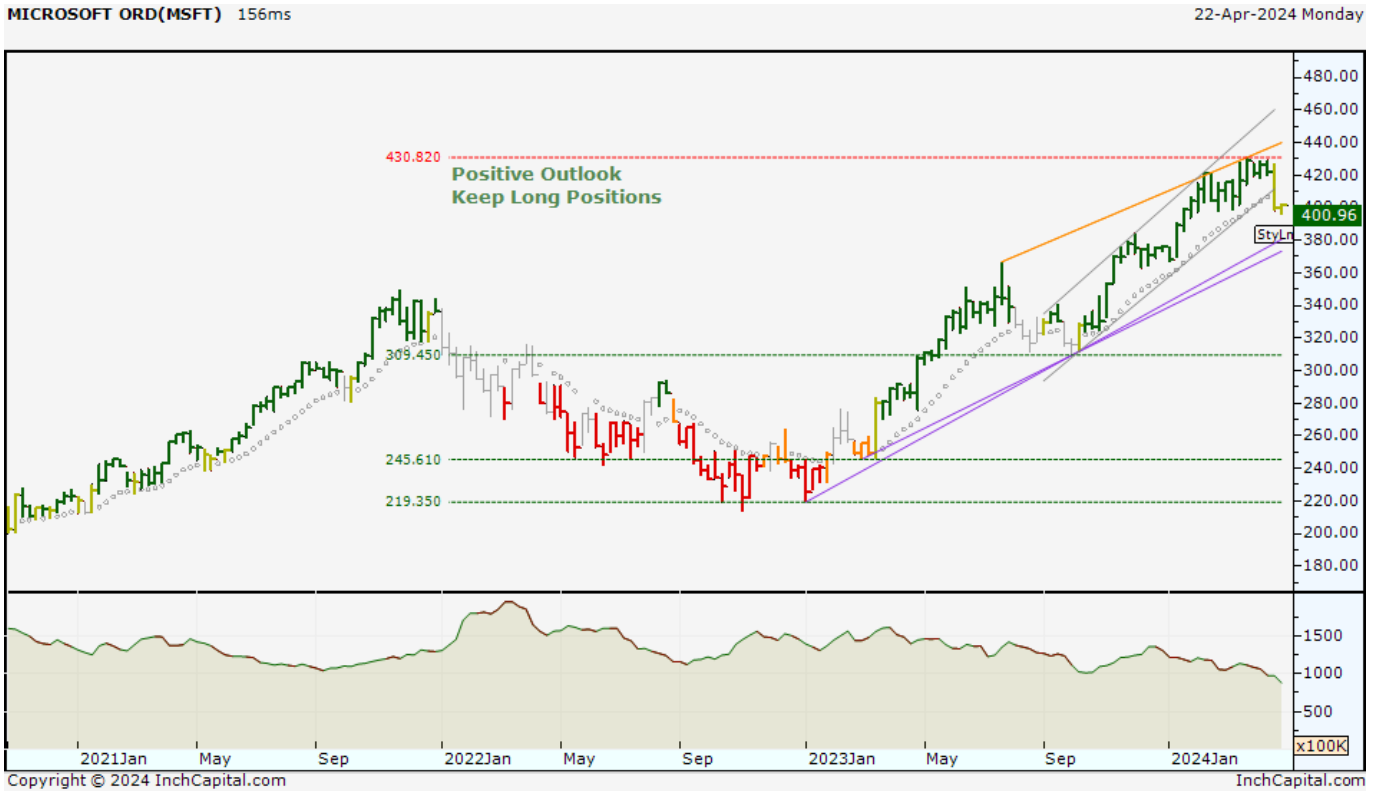 MICROSOFT ORD(MSFT) 156ms
22-Apr-2024 Monday
480.00
460.00
440.00
430.820
Positive Outlook
Keep Long Positions
420.00
400.96
StyLn
380.00
360.00
340.00
320.00
309.450
300.00
280.00
260.00
245.610
240.00
219.350
220.00
200.00
180.00
1500
1000
500
x100K
2021Jan May Sep 2022Jan May Sep 2023Jan May Sep 2024Jan
Copyright © 2024 InchCapital.com
InchCapital.com